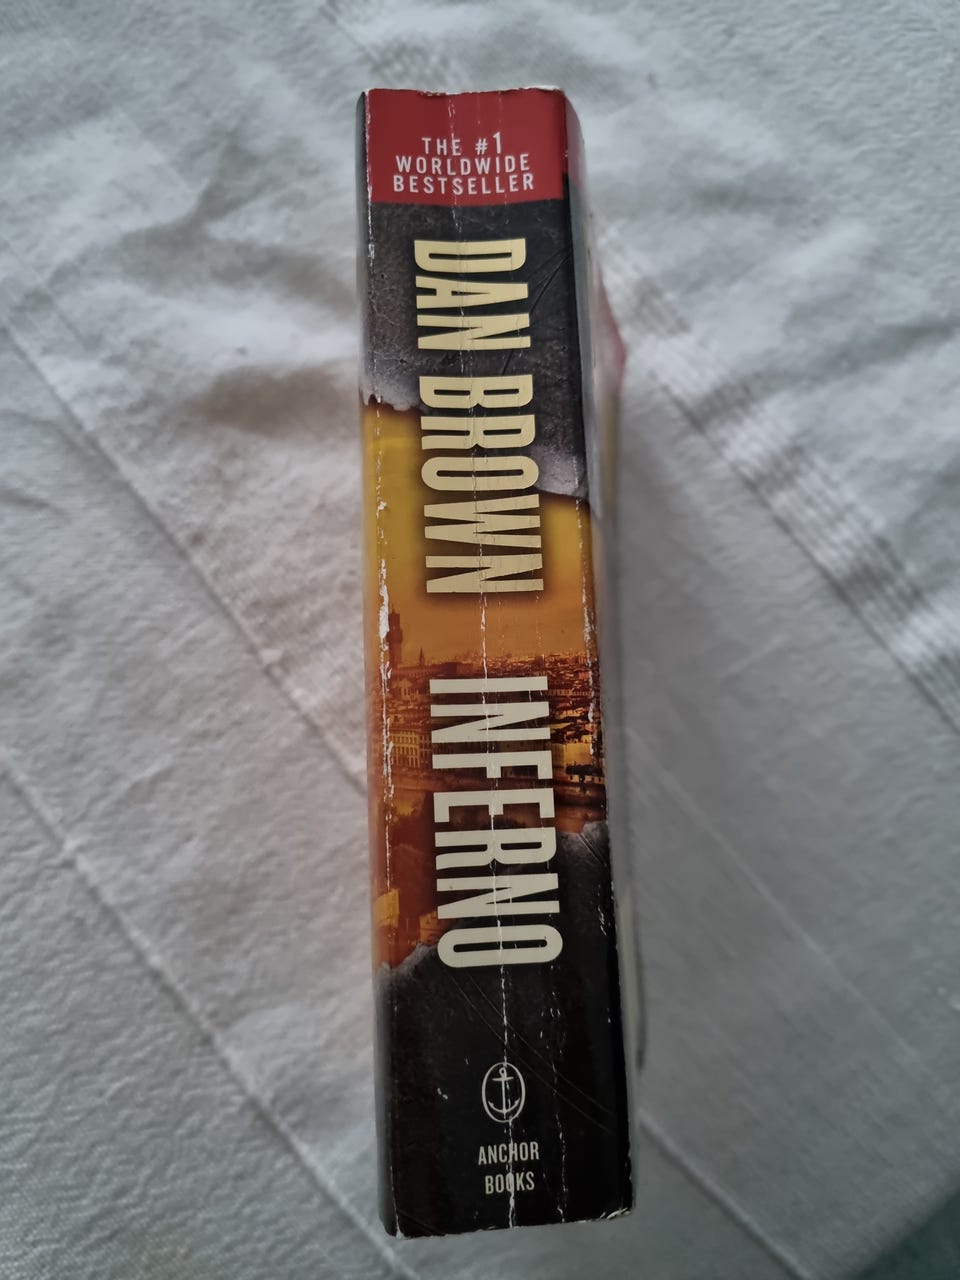 THE #1
WORLDWIDE
BESTSELLER
DAN BROWN
INFERNO
ANCHOR
BOOKS